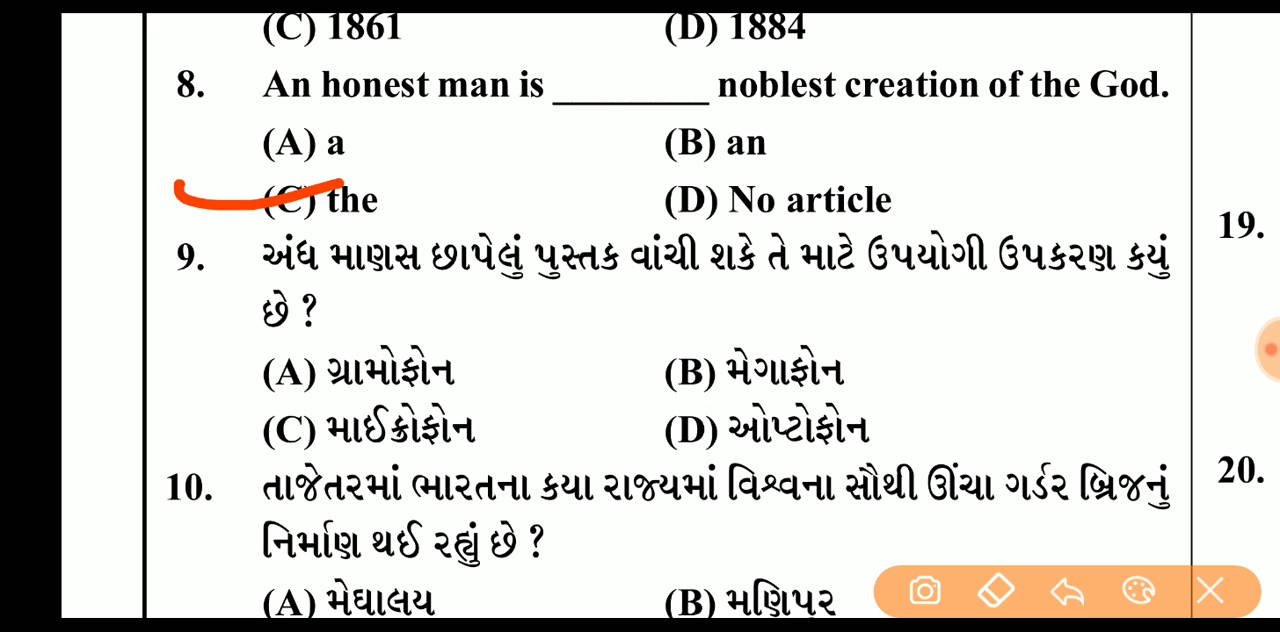 (C) 1861 (D) 1884
8. An honest man is ________ noblest creation of the God.
(A) a (B) an
(C) the (D) No article
19.
9. અંધ માણસ છાપેલું પુસ્તક વાંચી શકે તે માટે ઉપયોગી ઉપકરણ કયું
છે ?
(A) ગ્રામોફોન (B) મેગાફોન
(C) માઈક્રોફોન (D) ઓપ્ટોફોન
10. તાજેતરમાં ભારતના કયા રાજ્યમાં વિશ્વના સૌથી ઊંચા ગર્ડર બ્રિજનું
20.
નિર્માણ થઈ રહ્યું છે ?
(A) મેઘાલય (B) મણિપુર